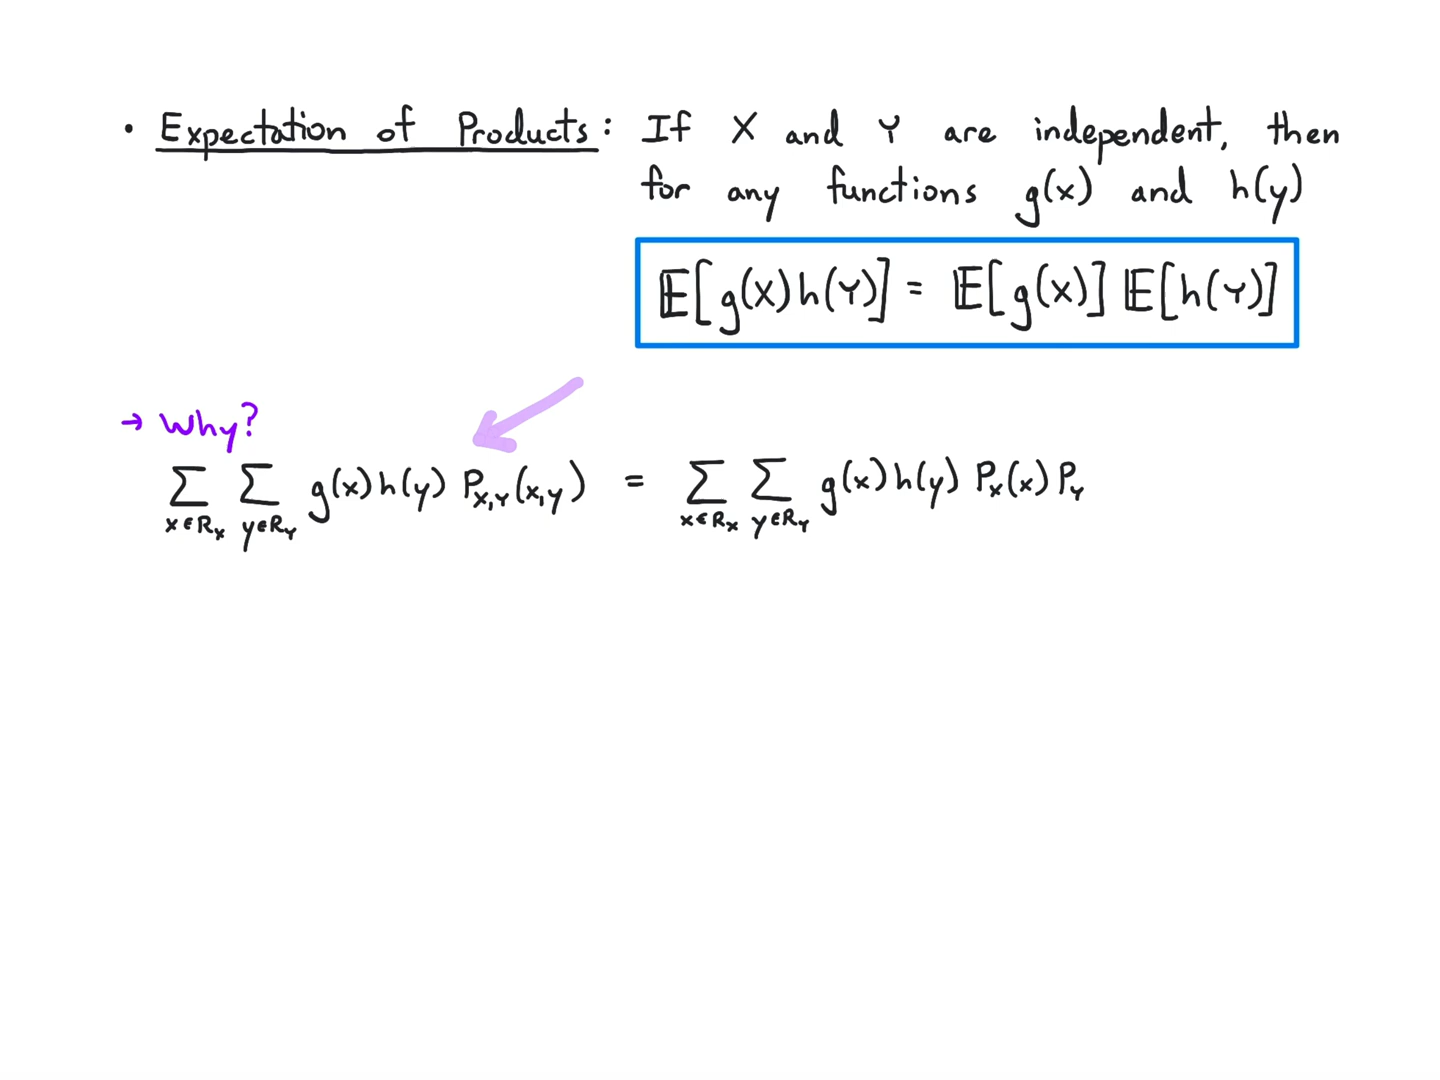 • Expectation of Products: If X and Y are independent, then
for any functions g(x) and h(y)
𝔼[g(X)h(Y)] = 𝔼[g(X)] 𝔼[h(Y)]
→ Why?
∑_{x∈R_X} ∑_{y∈R_Y} g(x)h(y) P_{X,Y}(x,y) = ∑_{x∈R_X} ∑_{y∈R_Y} g(x)h(y) P_X(x) P_Y